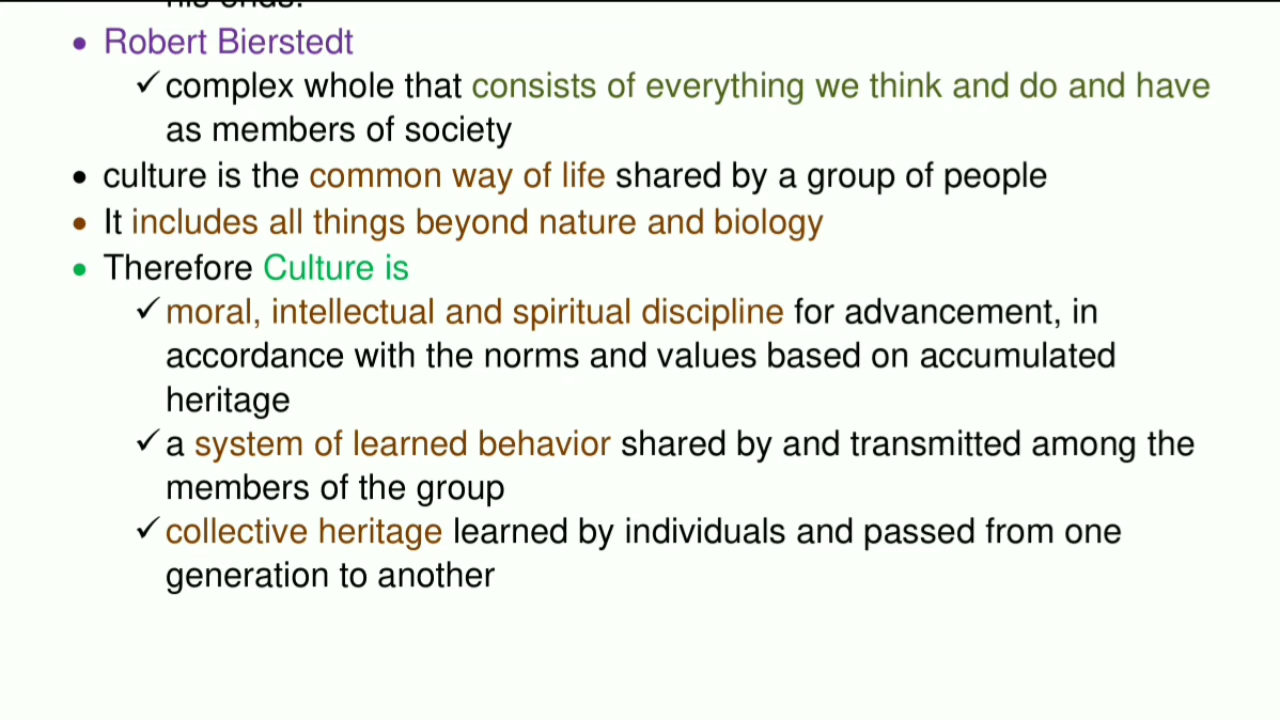 his ends.
• Robert Bierstedt
✓ complex whole that consists of everything we think and do and have
as members of society
• culture is the common way of life shared by a group of people
• It includes all things beyond nature and biology
• Therefore Culture is
✓ moral, intellectual and spiritual discipline for advancement, in
accordance with the norms and values based on accumulated
heritage
✓ a system of learned behavior shared by and transmitted among the
members of the group
✓ collective heritage learned by individuals and passed from one
generation to another